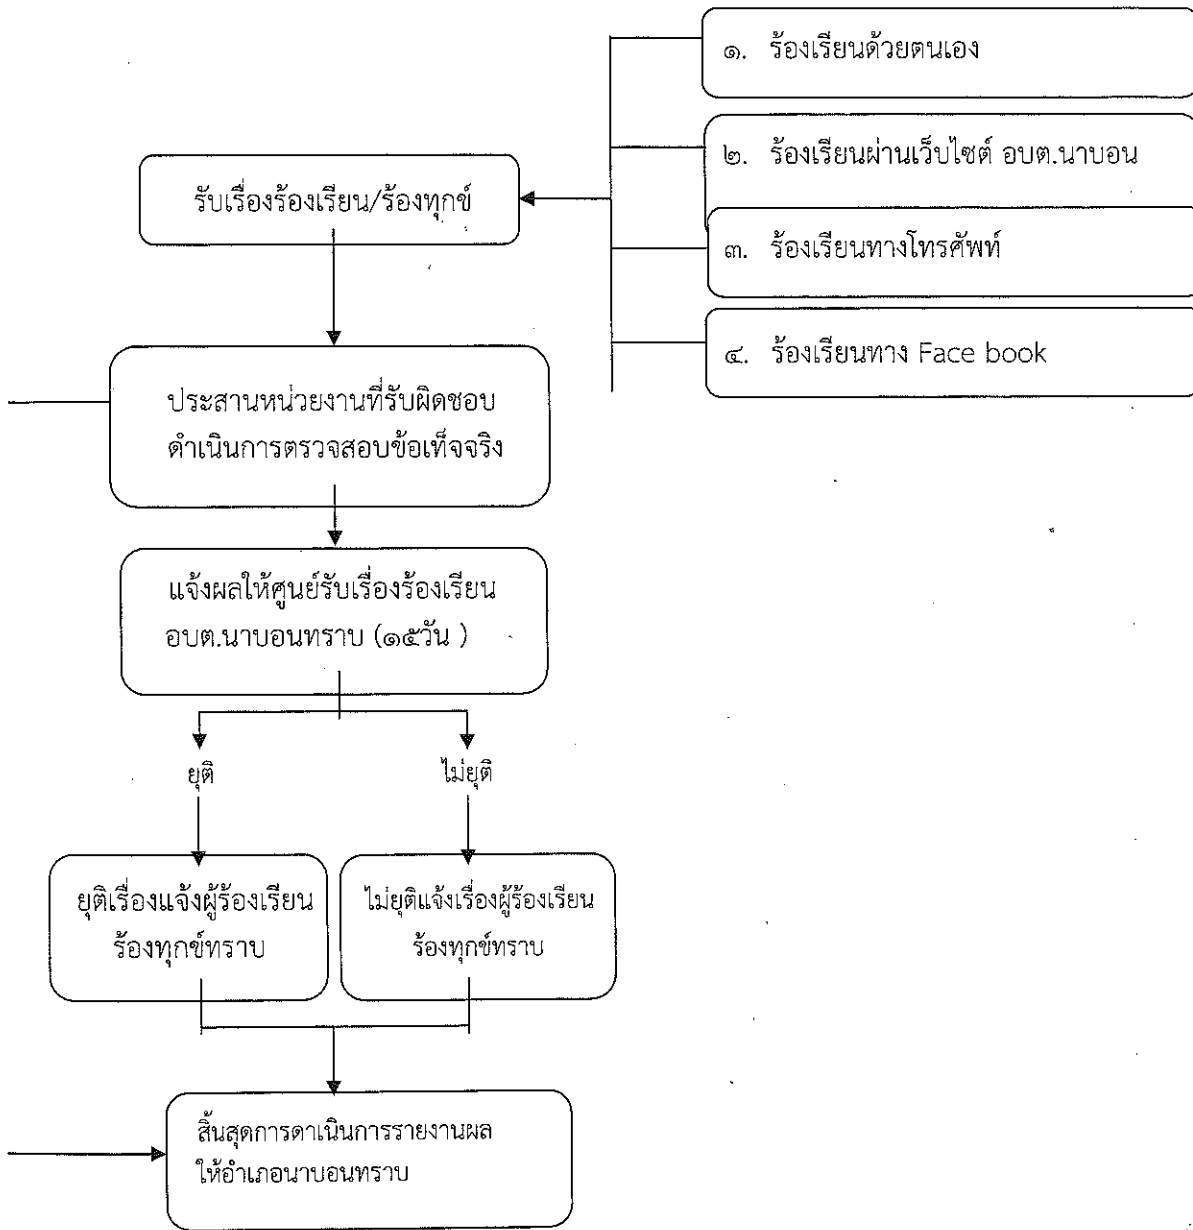 ๑. ร้องเรียนด้วยตนเอง
๒. ร้องเรียนผ่านเว็บไซต์ อบต.นาบอน
รับเรื่องร้องเรียน/ร้องทุกข์
๓. ร้องเรียนทางโทรศัพท์
๔. ร้องเรียนทาง Face book
ประสานหน่วยงานที่รับผิดชอบ
ดำเนินการตรวจสอบข้อเท็จจริง
แจ้งผลให้ศูนย์รับเรื่องร้องเรียน
อบต.นาบอนทราบ (๑๕วัน )
ยุติ
ไม่ยุติ
ยุติเรื่องแจ้งผู้ร้องเรียน
ร้องทุกข์ทราบ
ไม่ยุติแจ้งเรื่องผู้ร้องเรียน
ร้องทุกข์ทราบ
สิ้นสุดการดาเนินการรายงานผล
ให้อำเภอนาบอนทราบ